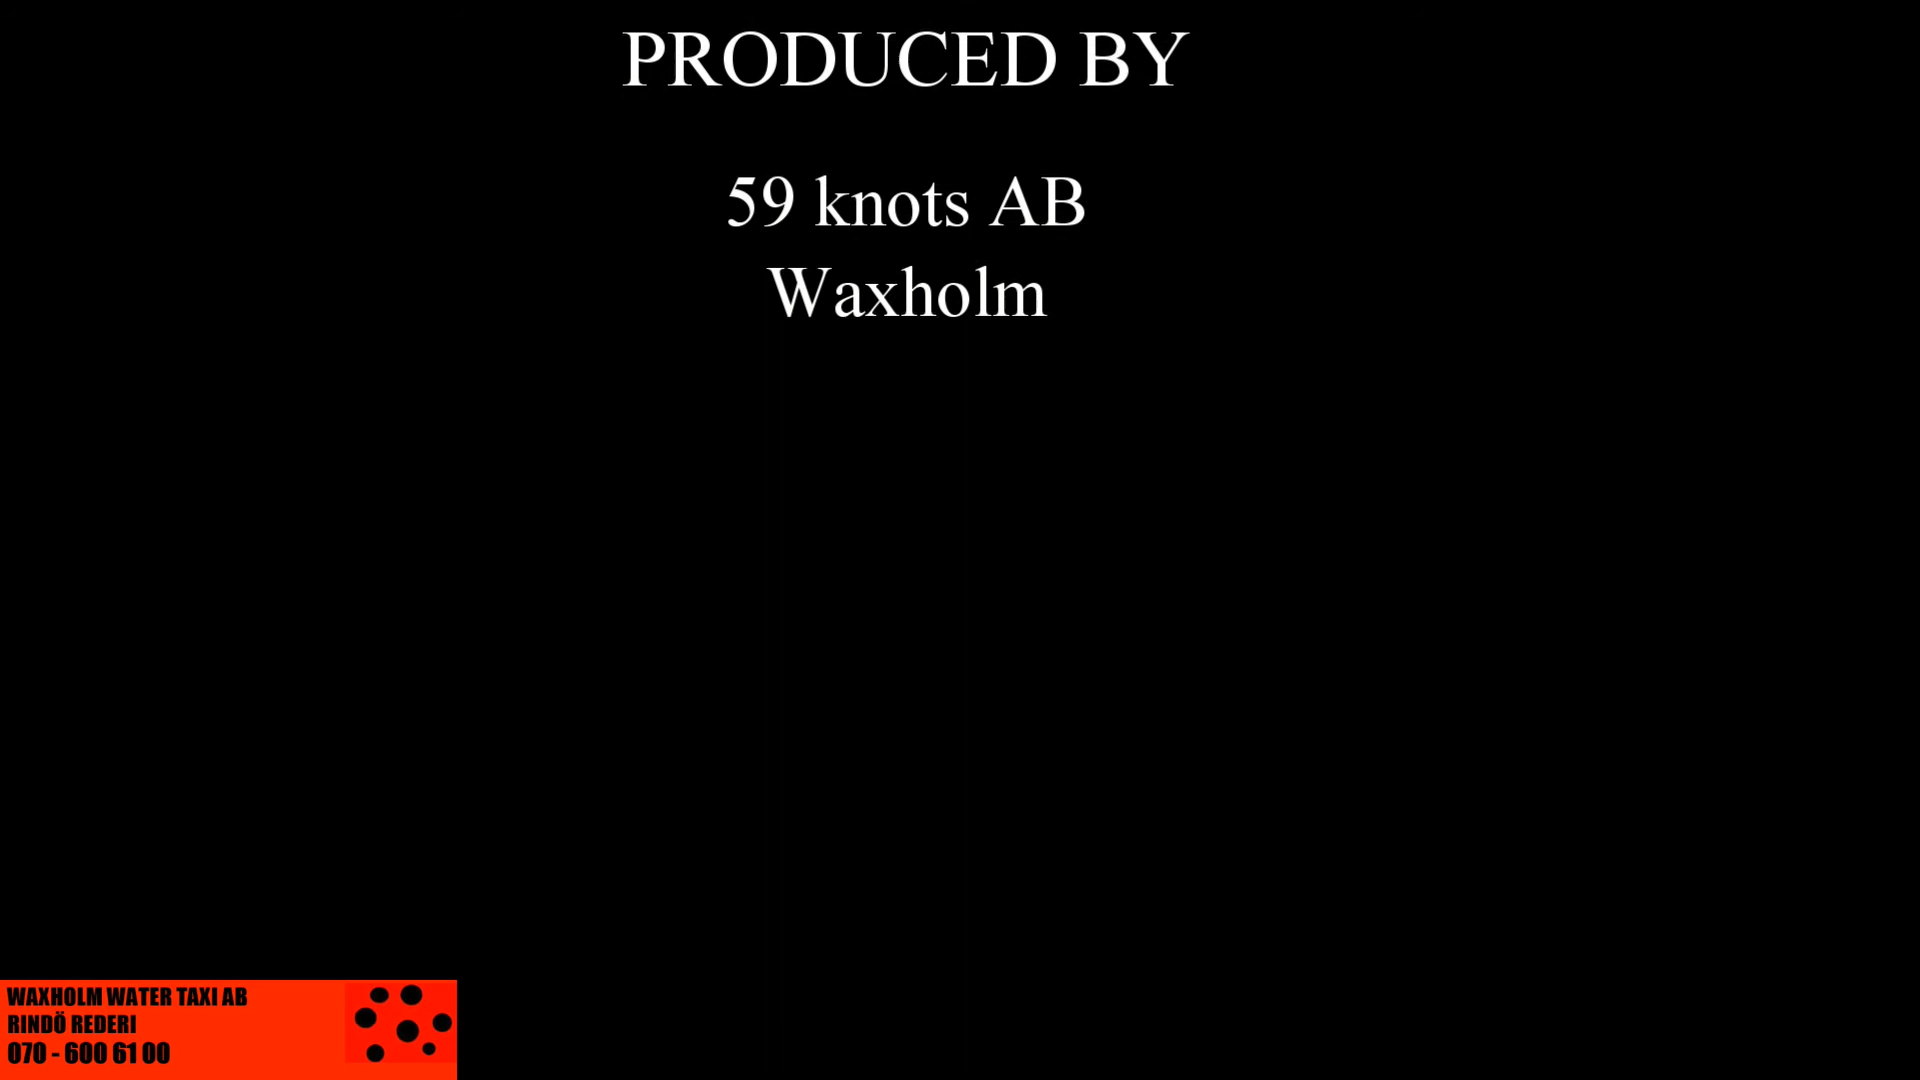 PRODUCED BY
59 knots AB
Waxholm
WAXHOLM WATER TAXI AB
RINDÖ REDERI
070 - 600 61 00